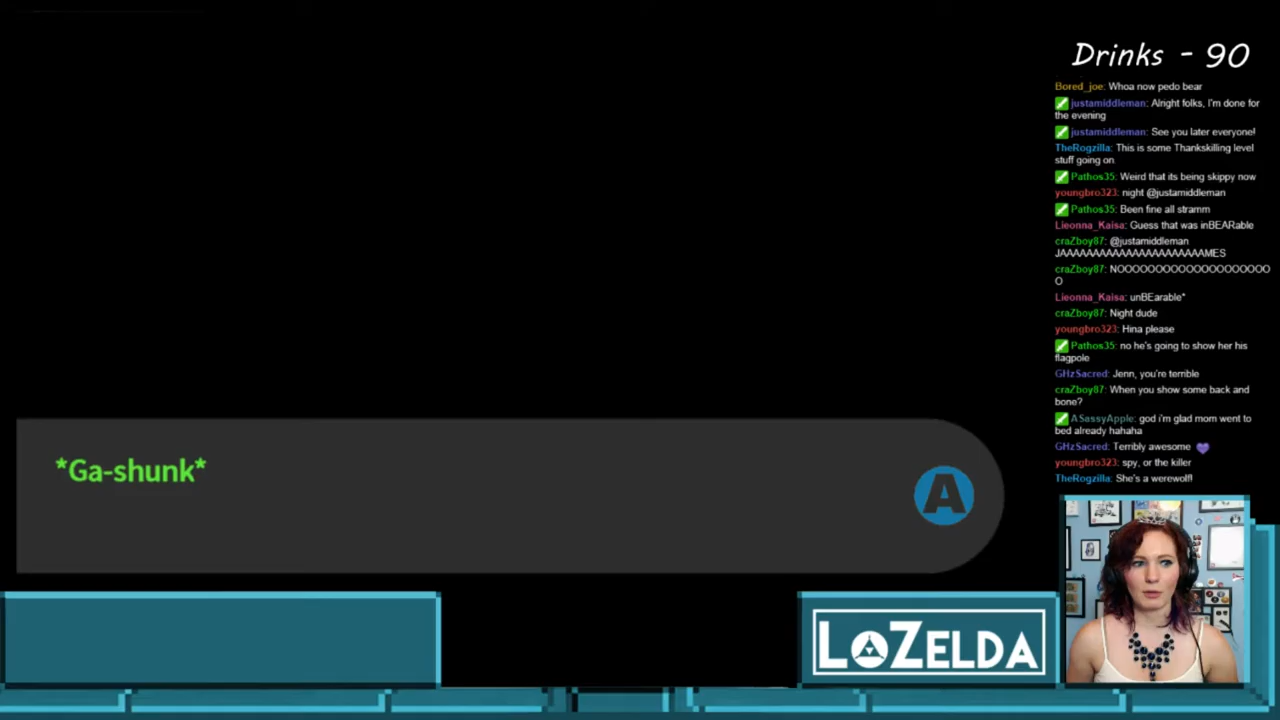 Drinks - 90
Bored_joe: Whoa now pedo bear
justamiddleman: Alright folks, I'm done for
the evening
justamiddleman: See you later everyone!
TheRogzilla: This is some Thankskilling level
stuff going on
Pathos35: Weird that its being skippy now
youngbro323: night @justamiddleman
Pathos35: Been fine all stramm
Lieonna_Kaisa: Guess that was inBEARable
craZboy87: @justamiddleman
JAAAAAAAAAAAAAAAAAAAAAAMES
craZboy87: NOOOOOOOOOOOOOOOOOOOO
O
Lieonna_Kaisa: unBEarable*
craZboy87: Night dude
youngbro323: Hina please
Pathos35: no he's going to show her his
flagpole
GHzSacred: Jenn, you're terrible
craZboy87: When you show some back and
bone?
ASassyApple: god i'm glad mom went to
bed already hahaha
GHzSacred: Terribly awesome
youngbro323: spy, or the killer
TheRogzilla: She's a werewolf!
*Ga-shunk*
A
LOZELDA